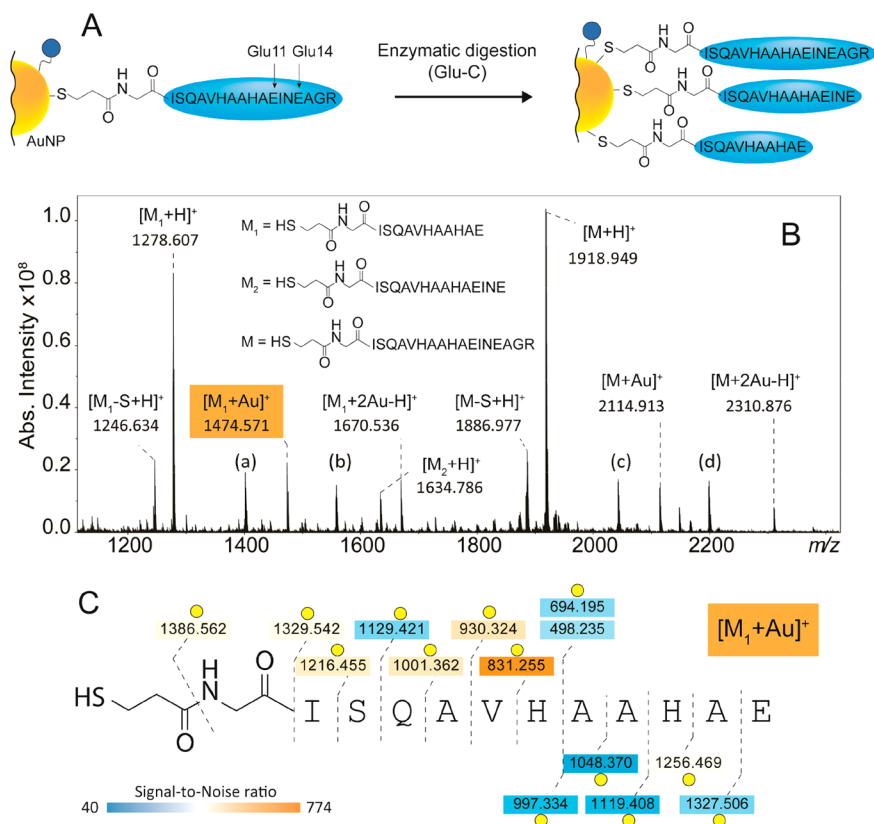 A
Glu11 Glu14
Enzymatic digestion
(Glu-C)
H
N
O
S
O
ISQAVHAAHAEINEAGR
AuNP
S
H
N
O
O
ISQAVHAAHAEINEAGR
S
H
N
O
O
ISQAVHAAHAEINE
S
H
N
O
O
ISQAVHAAHAE
B
Abs. Intensity x10⁸
1.0
0.8
0.6
0.4
0.2
0.0
1200 1400 1600 1800 2000 2200 m/z
[M₁+H]⁺
1278.607
M₁ = HS
H
N
O
O
ISQAVHAAHAE
M₂ = HS
H
N
O
O
ISQAVHAAHAEINE
M = HS
H
N
O
O
ISQAVHAAHAEINEAGR
[M+H]⁺
1918.949
[M₁-S+H]⁺
1246.634
[M₁+Au]⁺
1474.571
[M₁+2Au-H]⁺
1670.536
[M-S+H]⁺
1886.977
[M+Au]⁺
2114.913
[M+2Au-H]⁺
2310.876
(a)
(b)
[M₂+H]⁺
1634.786
(c)
(d)
C
1386.562
1329.542
1129.421
930.324
694.195
498.235
[M₁+Au]⁺
1216.455
1001.362
831.255
HS
O
H
N
O
I S Q A V H A A H A E
1048.370
1256.469
997.334
1119.408
1327.506
Signal-to-Noise ratio
40
774